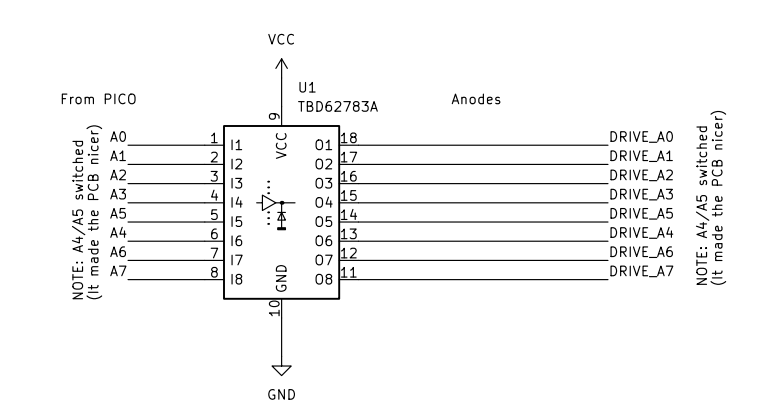 VCC
U1
TBD62783A
From PICO
Anodes
9
VCC
A0 1 I1 O1 18 DRIVE_A0
A1 2 I2 O2 17 DRIVE_A1
A2 3 I3 O3 16 DRIVE_A2
A3 4 I4 O4 15 DRIVE_A3
A5 5 I5 O5 14 DRIVE_A5
A4 6 I6 O6 13 DRIVE_A4
A6 7 I7 O7 12 DRIVE_A6
A7 8 I8 O8 11 DRIVE_A7
NOTE: A4/A5 switched
(It made the PCB nicer)
NOTE: A4/A5 switched
(It made the PCB nicer)
GND
10
GND